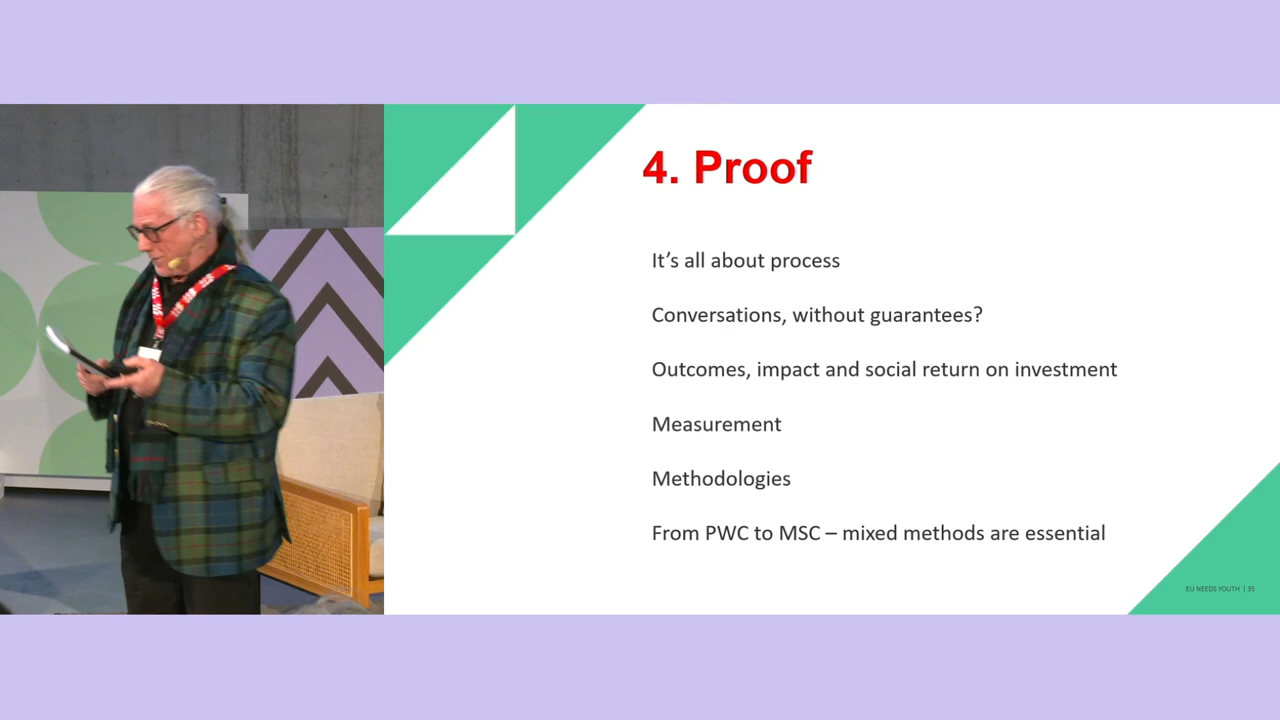 4. Proof
It’s all about process
Conversations, without guarantees?
Outcomes, impact and social return on investment
Measurement
Methodologies
From PWC to MSC – mixed methods are essential
EU NEEDS YOUTH | 35